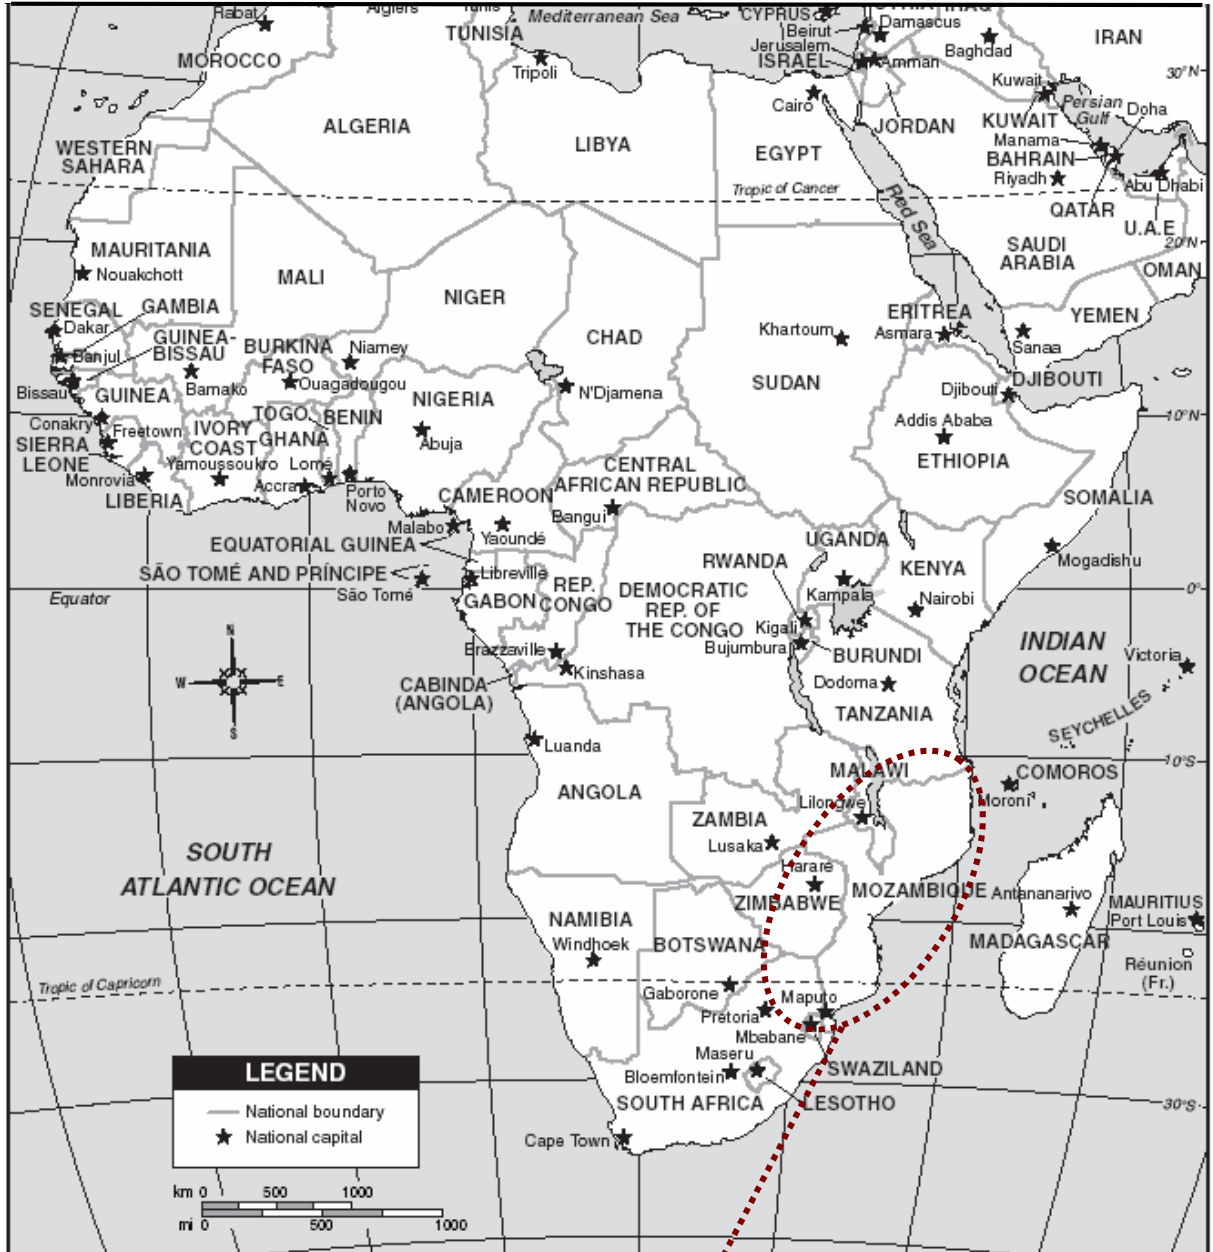 Rabat
Algiers
Tunis
Mediterranean Sea
CYPRUS
SYRIA
IRAQ
Beirut
Damascus
TUNISIA
Jerusalem
Baghdad
IRAN
MOROCCO
Tripoli
ISRAEL
Amman
30°N
Kuwait
Cairo
Persian
Gulf
Doha
ALGERIA
JORDAN
KUWAIT
LIBYA
Manama
WESTERN
SAHARA
EGYPT
BAHRAIN
Riyadh
Abu Dhabi
Tropic of Cancer
Red Sea
QATAR
U.A.E
20°N
MAURITANIA
SAUDI
ARABIA
Nouakchott
MALI
OMAN
NIGER
SENEGAL
GAMBIA
ERITREA
YEMEN
Dakar
GUINEA-
BISSAU
CHAD
Khartoum
Asmara
Sanaa
Banjul
BURKINA
FASO
Niamey
Bissau
Bamako
Ouagadougou
N'Djamena
SUDAN
Djibouti
DJIBOUTI
GUINEA
NIGERIA
TOGO
BENIN
10°N
Conakry
Freetown
IVORY
COAST
GHANA
Abuja
Addis Ababa
SIERRA
LEONE
Yamoussoukro
Lomé
ETHIOPIA
Monrovia
Accra
CENTRAL
AFRICAN REPUBLIC
LIBERIA
Porto
Novo
CAMEROON
SOMALIA
Malabo
Bangui
Yaoundé
EQUATORIAL GUINEA
UGANDA
RWANDA
Mogadishu
SÃO TOMÉ AND PRÍNCIPE
Libreville
KENYA
São Tomé
REP.
CONGO
DEMOCRATIC
REP. OF
THE CONGO
Kampala
Nairobi
0°
Equator
GABON
Kigali
N
Brazzaville
Bujumbura
BURUNDI
INDIAN
OCEAN
Victoria
W
E
Kinshasa
Dodoma
CABINDA
(ANGOLA)
TANZANIA
SEYCHELLES
S
Luanda
10°S
MALAWI
COMOROS
ANGOLA
Lilongwe
Moroni
ZAMBIA
Lusaka
SOUTH
ATLANTIC OCEAN
Harare
MOZAMBIQUE
Antananarivo
ZIMBABWE
MAURITIUS
Port Louis
NAMIBIA
Windhoek
BOTSWANA
MADAGASCAR
Réunion
(Fr.)
Tropic of Capricorn
Gaborone
Maputo
Pretoria
Mbabane
Maseru
LEGEND
SWAZILAND
Bloemfontein
National boundary
SOUTH AFRICA
LESOTHO
30°S
National capital
Cape Town
km 0 500 1000
mi 0 500 1000